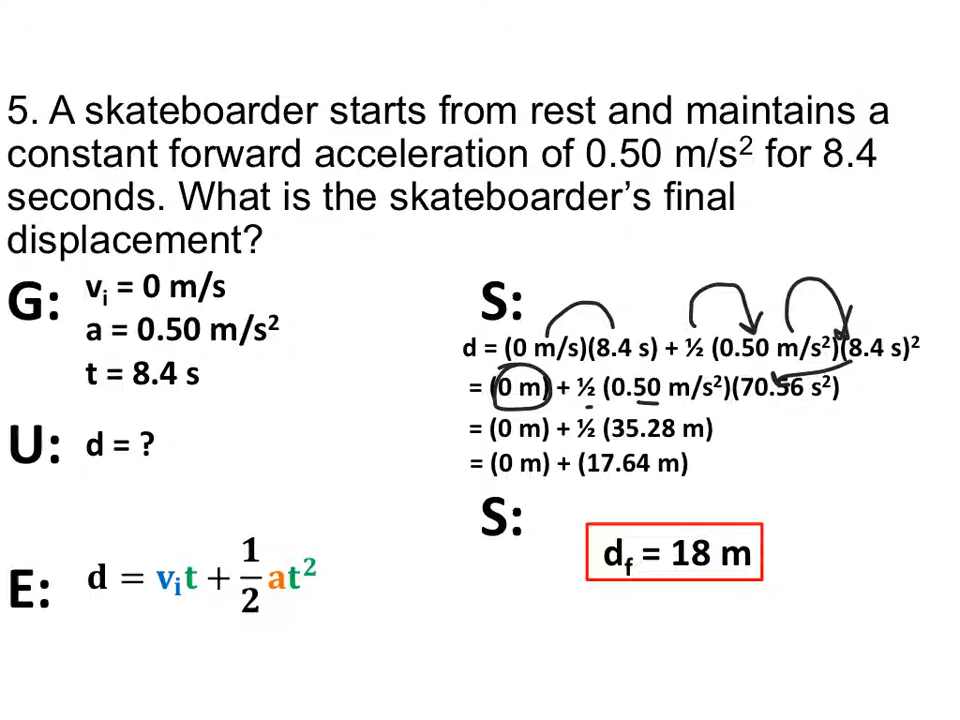 5. A skateboarder starts from rest and maintains a
constant forward acceleration of 0.50 m/s² for 8.4
seconds. What is the skateboarder’s final
displacement?
G:
vᵢ = 0 m/s
a = 0.50 m/s²
t = 8.4 s
U:
d = ?
E:
d = vᵢt + 1/2 at²
S:
d = (0 m/s)(8.4 s) + ½ (0.50 m/s²)(8.4 s)²
= (0 m) + ½ (0.50 m/s²)(70.56 s²)
= (0 m) + ½ (35.28 m)
= (0 m) + (17.64 m)
S:
d_f = 18 m